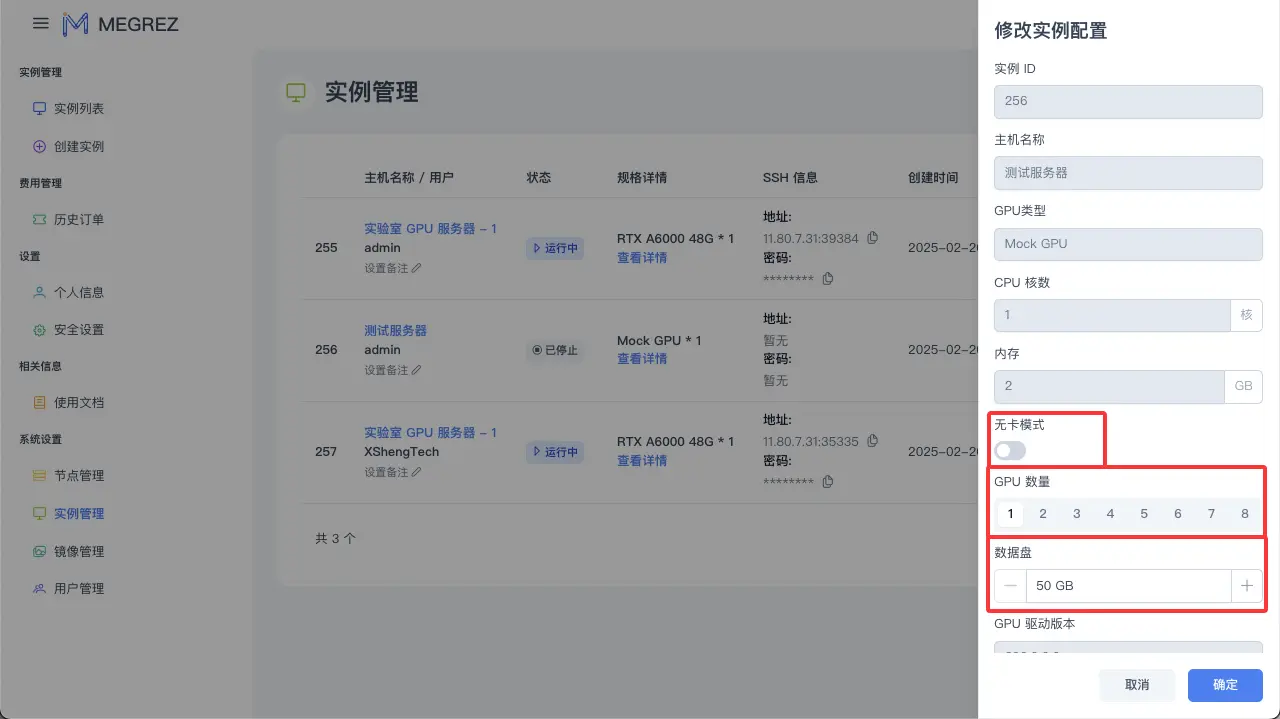 MEGREZ
实例管理
实例列表
创建实例
费用管理
历史订单
设置
个人信息
安全设置
相关信息
使用文档
系统设置
节点管理
实例管理
镜像管理
用户管理
实例管理
主机名称 / 用户 状态 规格详情 SSH 信息 创建时间
255
实验室 GPU 服务器 - 1
admin
设置备注
运行中
RTX A6000 48G * 1
查看详情
地址:
11.80.7.31:39384
密码:
********
2025-02-20
256
测试服务器
admin
设置备注
已停止
Mock GPU * 1
查看详情
地址:
暂无
密码:
暂无
2025-02-20
257
实验室 GPU 服务器 - 1
XShengTech
设置备注
运行中
RTX A6000 48G * 1
查看详情
地址:
11.80.7.31:35335
密码:
********
2025-02-20
共 3 个
修改实例配置
实例 ID
256
主机名称
测试服务器
GPU类型
Mock GPU
CPU 核数
1 核
内存
2 GB
无卡模式
GPU 数量
1 2 3 4 5 6 7 8
数据盘
50 GB
GPU 驱动版本
取消 确定